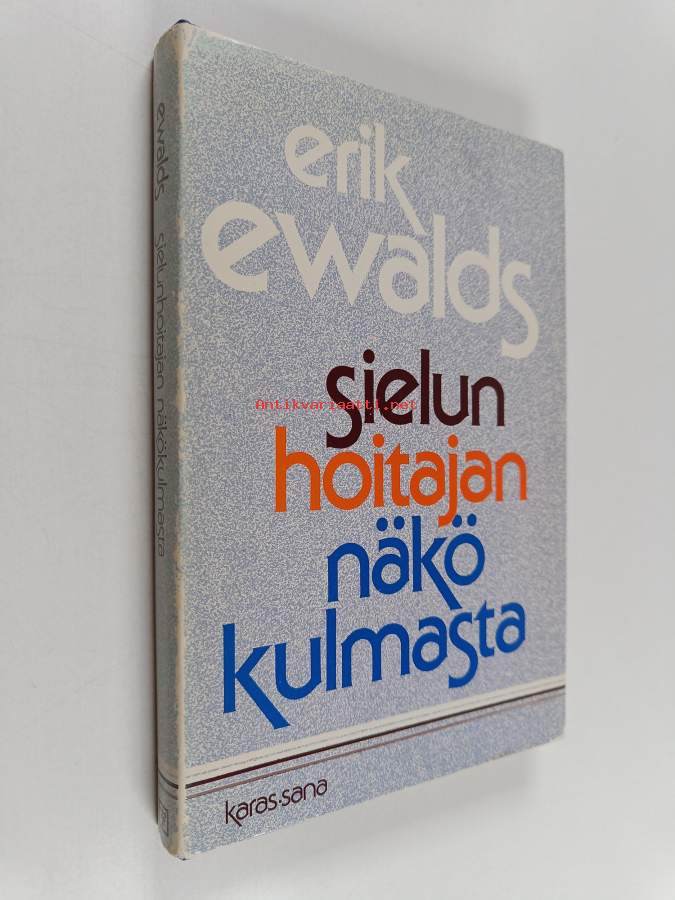 ewalds sielunhoitajan näkökulmasta
erik
ewalds
sielun
Antikvariaatti.net
hoitajan
näkö
kulmasta
karas-sana